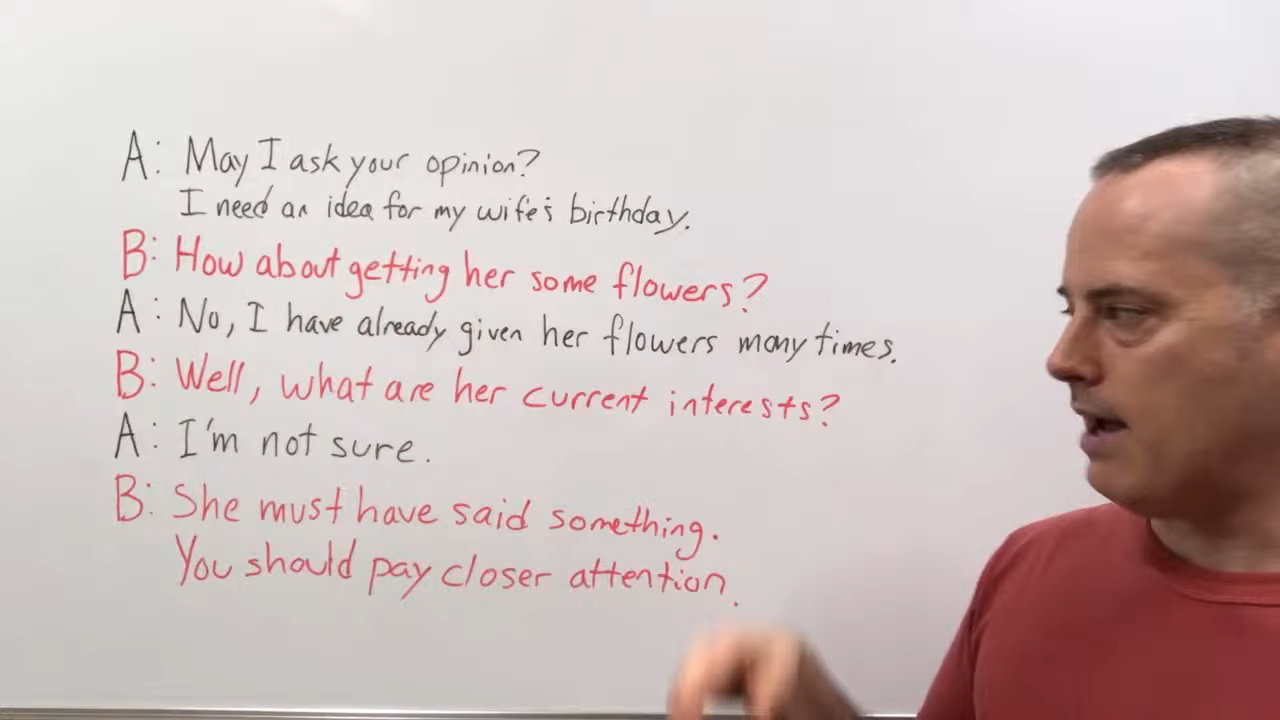 A: May I ask your opinion?
I need an idea for my wife's birthday.
B: How about getting her some flowers?
A: No, I have already given her flowers many times.
B: Well, what are her current interests?
A: I'm not sure.
B: She must have said something.
You should pay closer attention.